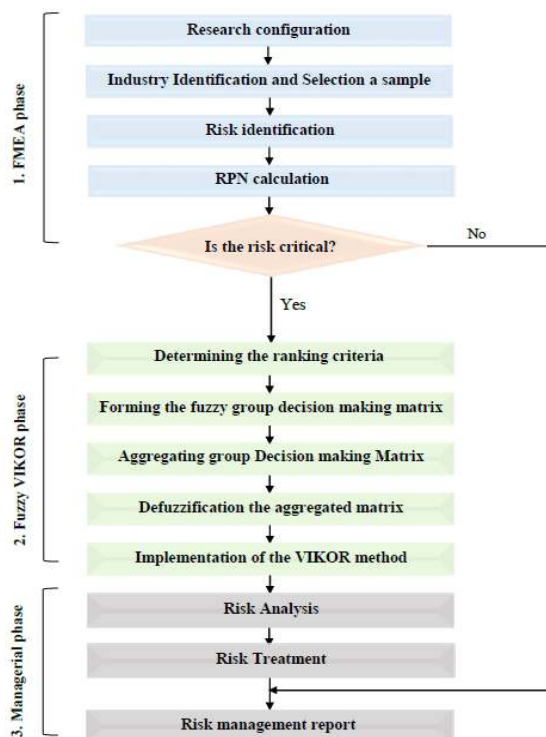 1. FMEA phase
Research configuration
Industry Identification and Selection a sample
Risk identification
RPN calculation
Is the risk critical?
No
Yes
2. Fuzzy VIKOR phase
Determining the ranking criteria
Forming the fuzzy group decision making matrix
Aggregating group Decision making Matrix
Defuzzification the aggregated matrix
Implementation of the VIKOR method
3. Managerial phase
Risk Analysis
Risk Treatment
Risk management report